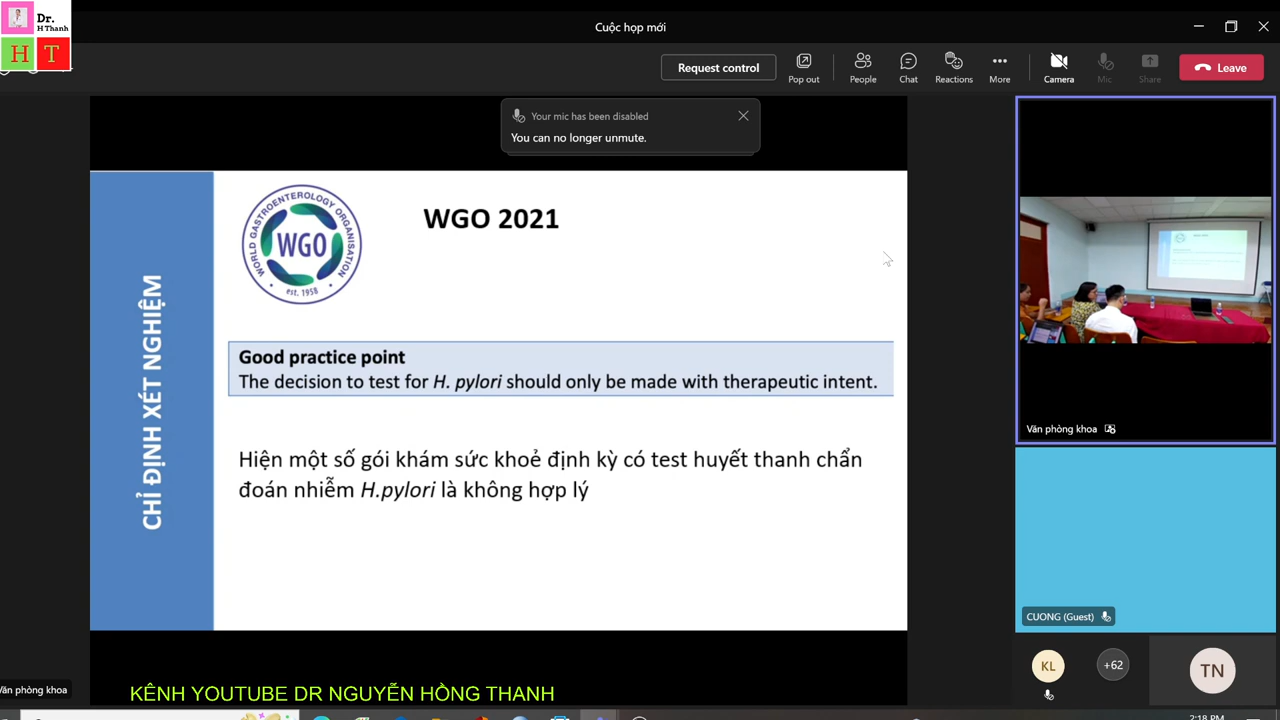 Dr.
H Thanh
H T
Cuộc họp mới
Request control
Pop out
People
Chat
Reactions
More
Camera
Mic
Share
Leave
Your mic has been disabled
You can no longer unmute.
WORLD GASTROENTEROLOGY ORGANISATION
WGO
est. 1958
WGO 2021
CHỈ ĐỊNH XÉT NGHIỆM
Good practice point
The decision to test for H. pylori should only be made with therapeutic intent.
Hiện một số gói khám sức khoẻ định kỳ có test huyết thanh chẩn
đoán nhiễm H.pylori là không hợp lý
Văn phòng khoa
CUONG (Guest)
KL
+62
TN
Văn phòng khoa
KÊNH YOUTUBE DR NGUYỄN HỒNG THANH
2:18 PM